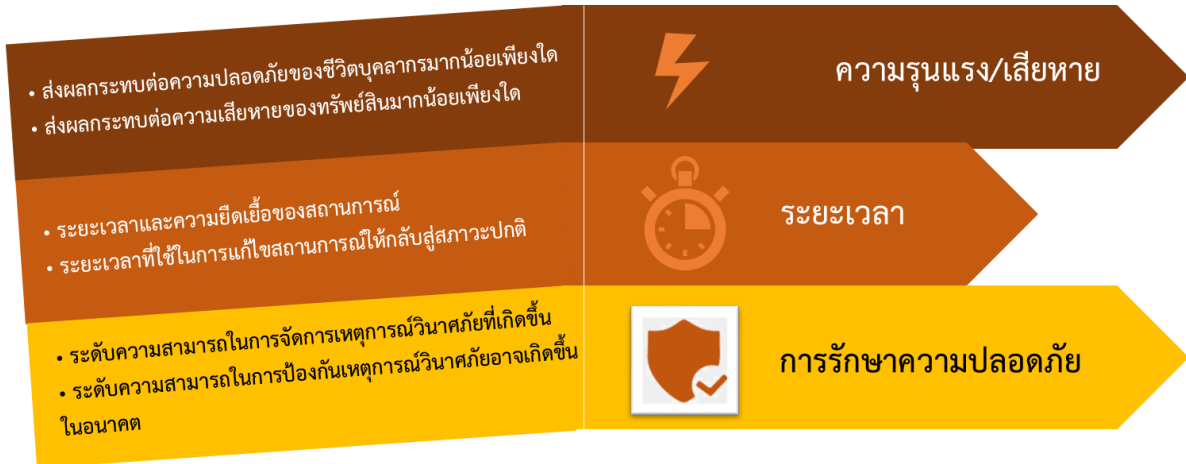 • ส่งผลกระทบต่อความปลอดภัยของชีวิตบุคลากรมากน้อยเพียงใด
• ส่งผลกระทบต่อความเสียหายของทรัพย์สินมากน้อยเพียงใด
ความรุนแรง/เสียหาย
• ระยะเวลาและความยืดเยื้อของสถานการณ์
• ระยะเวลาที่ใช้ในการแก้ไขสถานการณ์ให้กลับสู่สภาวะปกติ
ระยะเวลา
• ระดับความสามารถในการจัดการเหตุการณ์วินาศภัยที่เกิดขึ้น
• ระดับความสามารถในการป้องกันเหตุการณ์วินาศภัยอาจเกิดขึ้น
ในอนาคต
การรักษาความปลอดภัย